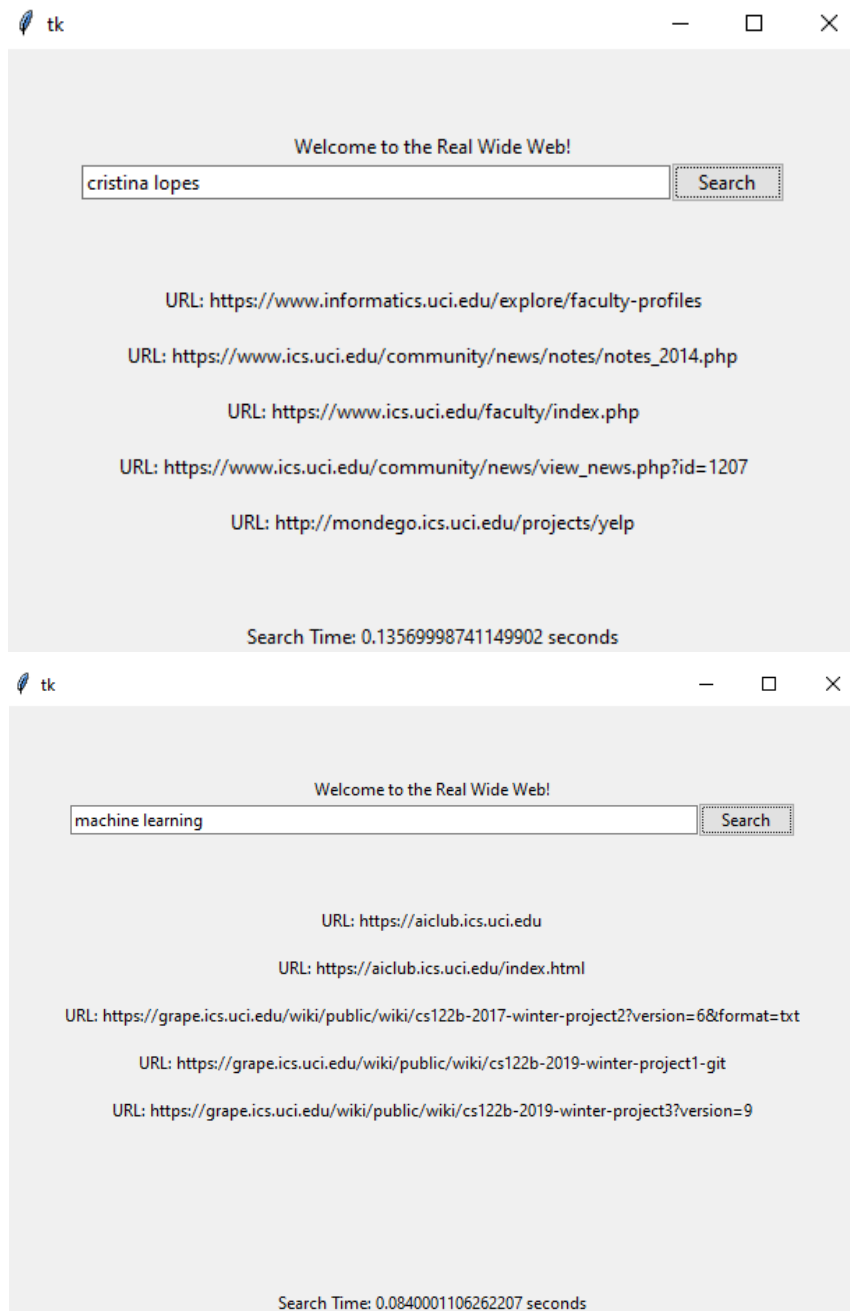 tk
Welcome to the Real Wide Web!
cristina lopes Search
URL: https://www.informatics.uci.edu/explore/faculty-profiles
URL: https://www.ics.uci.edu/community/news/notes/notes_2014.php
URL: https://www.ics.uci.edu/faculty/index.php
URL: https://www.ics.uci.edu/community/news/view_news.php?id=1207
URL: http://mondego.ics.uci.edu/projects/yelp
Search Time: 0.13569998741149902 seconds
tk
Welcome to the Real Wide Web!
machine learning Search
URL: https://aiclub.ics.uci.edu
URL: https://aiclub.ics.uci.edu/index.html
URL: https://grape.ics.uci.edu/wiki/public/wiki/cs122b-2017-winter-project2?version=6&format=txt
URL: https://grape.ics.uci.edu/wiki/public/wiki/cs122b-2019-winter-project1-git
URL: https://grape.ics.uci.edu/wiki/public/wiki/cs122b-2019-winter-project3?version=9
Search Time: 0.0840001106262207 seconds